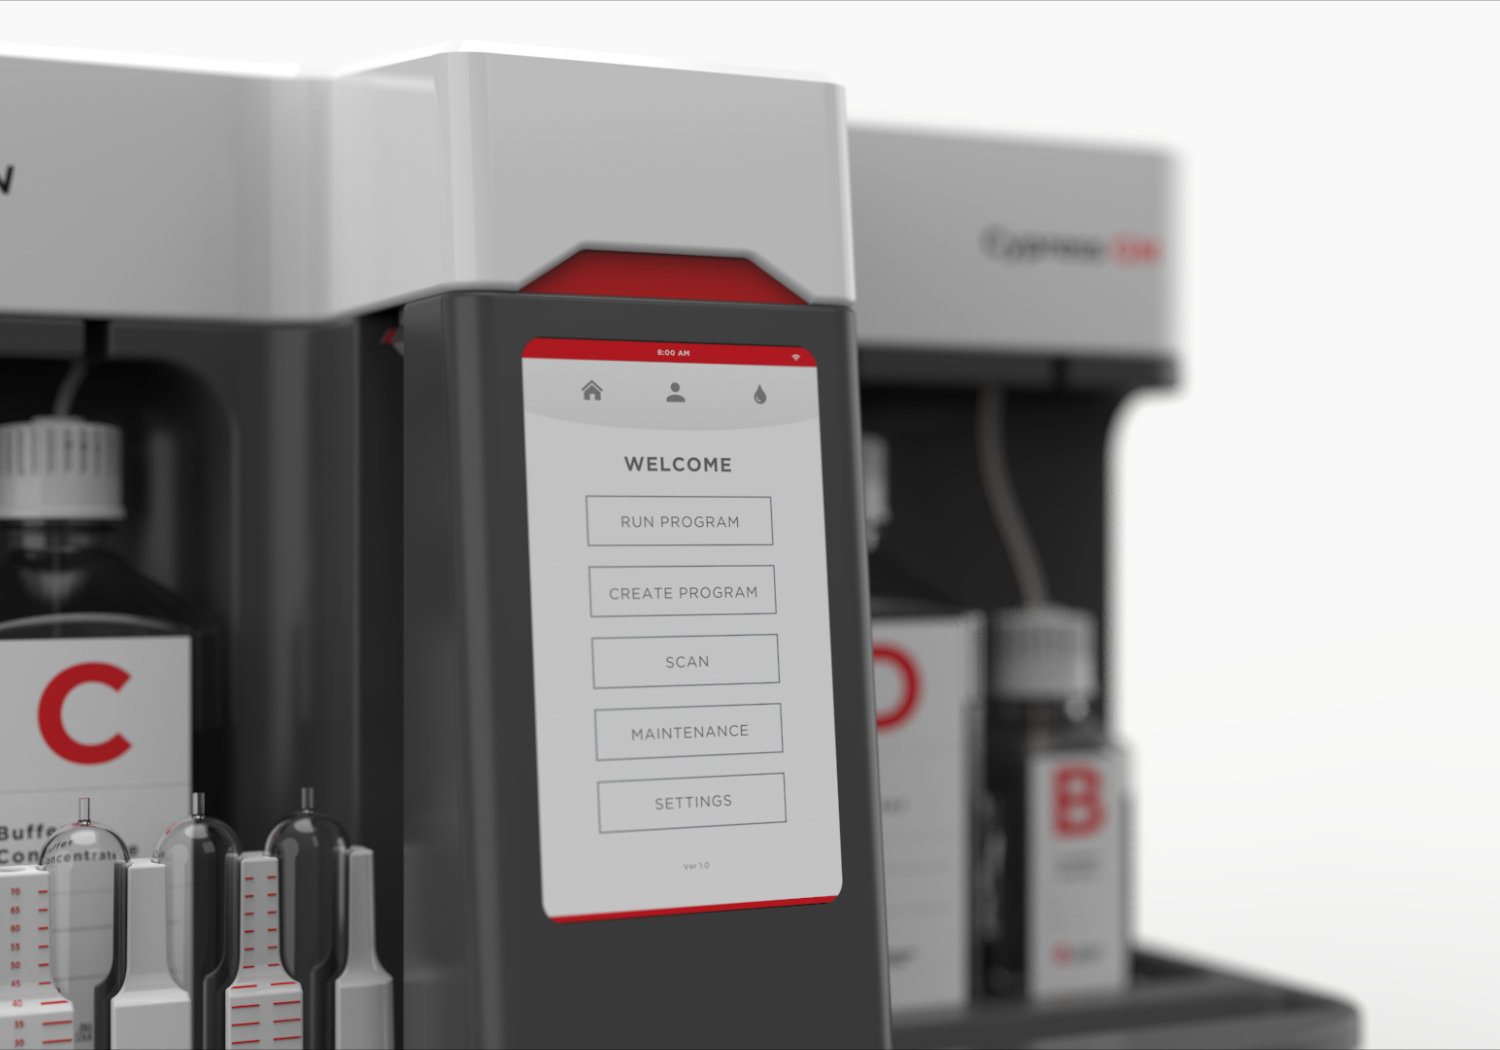 W
Cypress
8:00 AM
WELCOME
RUN PROGRAM
CREATE PROGRAM
SCAN
MAINTENANCE
SETTINGS
Ver 1.0
C
Buffer
Concentrate
Buffer
Concentrate
70
65
60
55
50
45
40
35
30
D
B